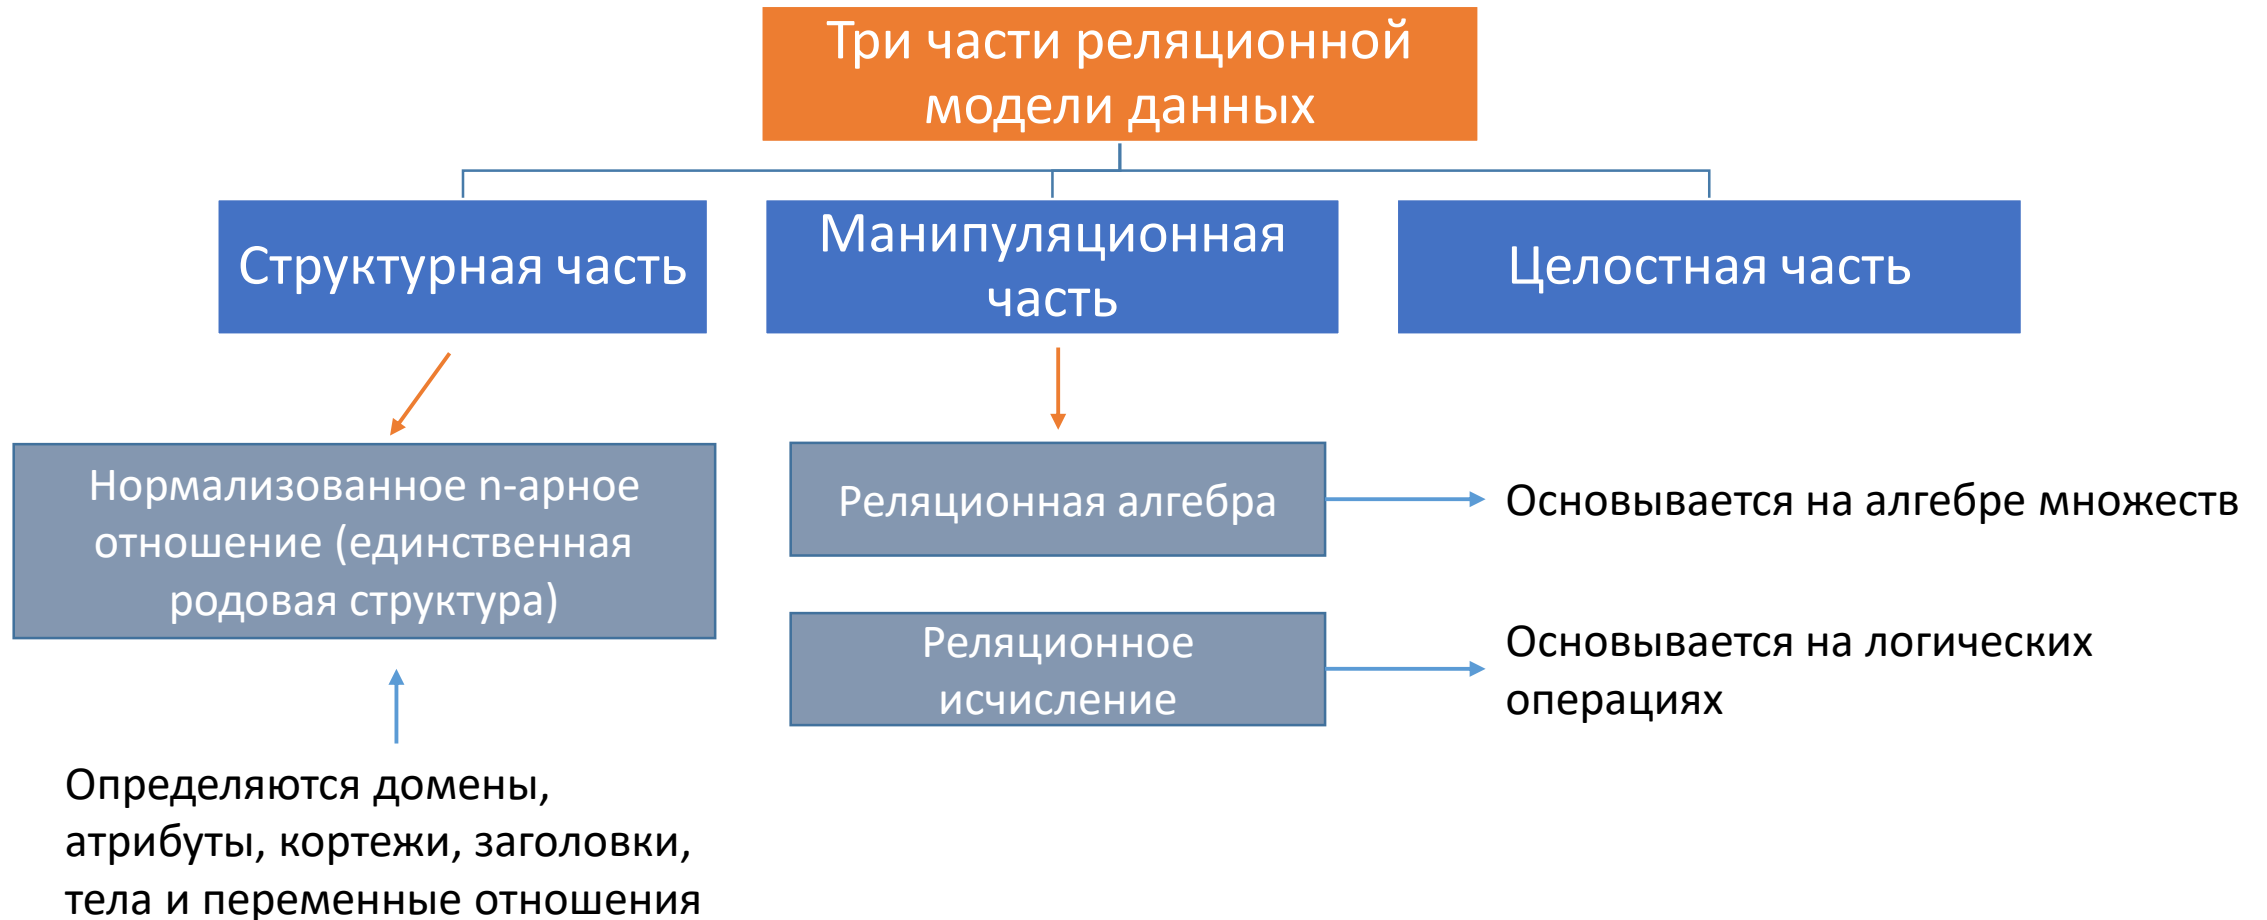 Три части реляционной
модели данных
Структурная часть
Манипуляционная
часть
Целостная часть
Нормализованное n-арное
отношение (единственная
родовая структура)
Реляционная алгебра
Основывается на алгебре множеств
Реляционное
исчисление
Основывается на логических
операциях
Определяются домены,
атрибуты, кортежи, заголовки,
тела и переменные отношения